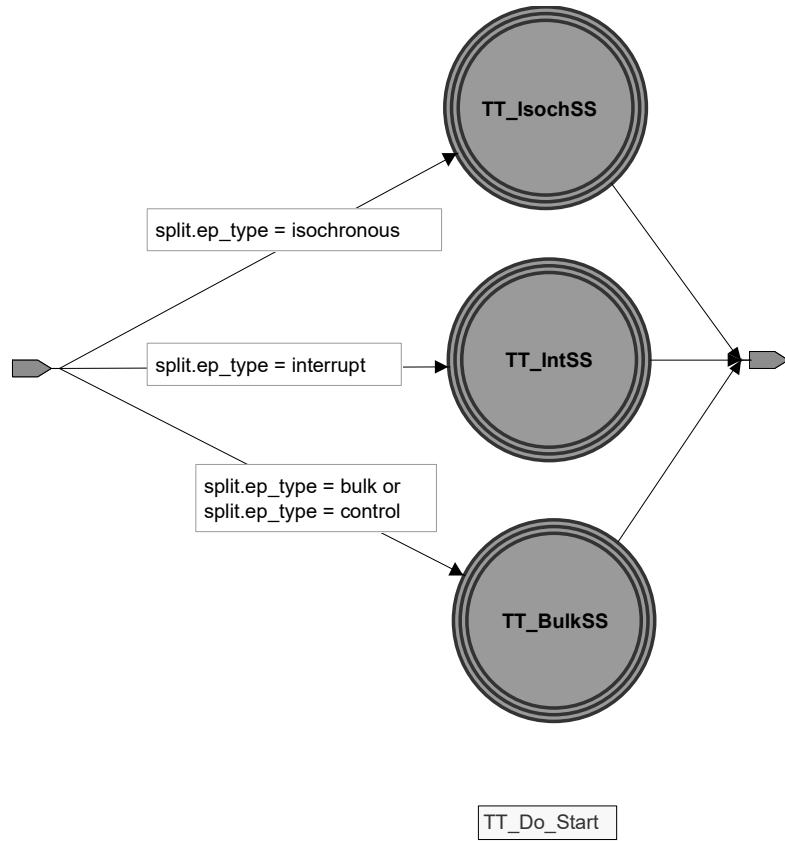 TT_IsochSS
split.ep_type = isochronous
split.ep_type = interrupt
TT_IntSS
split.ep_type = bulk or
split.ep_type = control
TT_BulkSS
TT_Do_Start